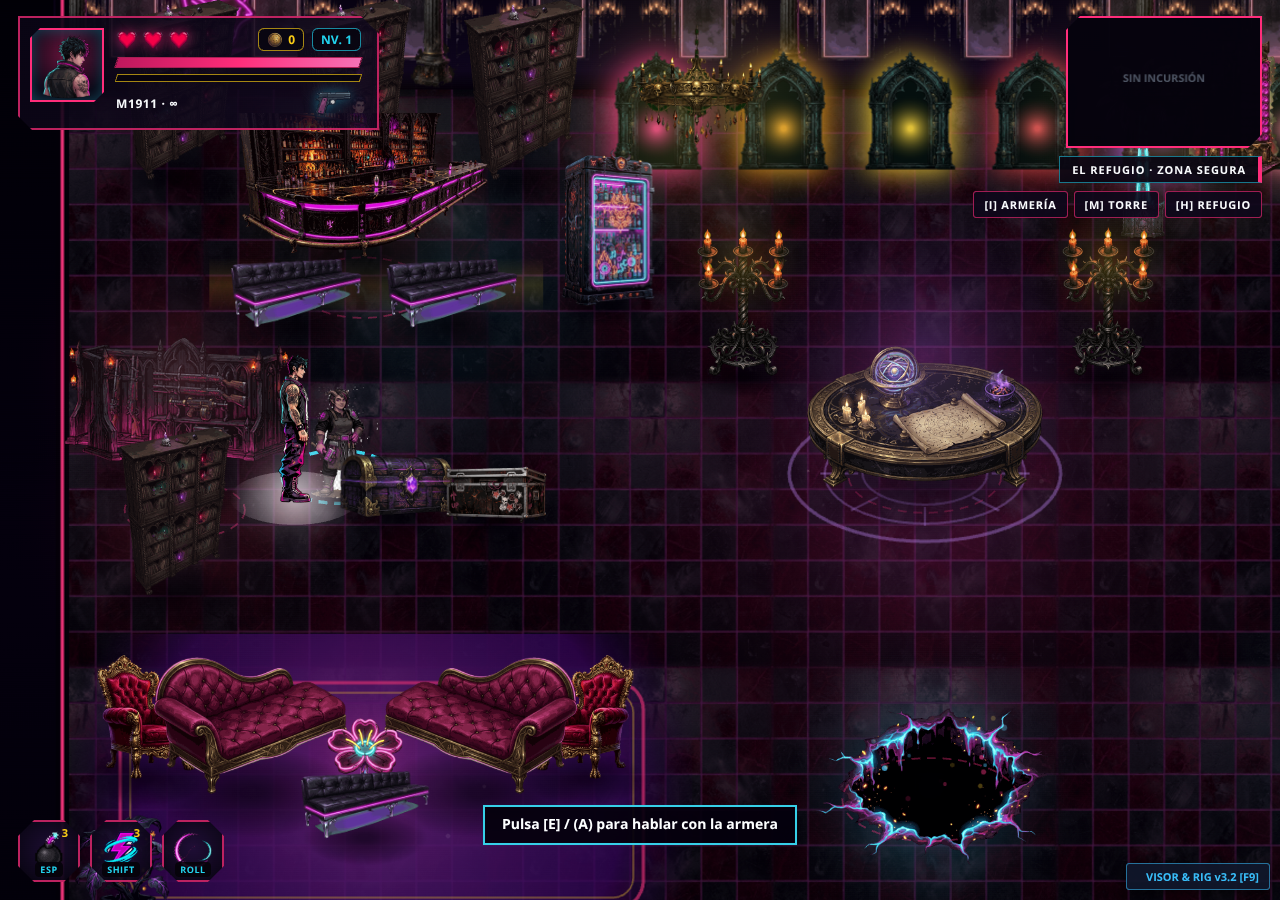 0
NV. 1
M1911 · ∞
SIN INCURSIÓN
EL REFUGIO · ZONA SEGURA
[I] ARMERÍA
[M] TORRE
[H] REFUGIO
Pulsa [E] / (A) para hablar con la armera
3
ESP
3
SHIFT
ROLL
VISOR & RIG v3.2 [F9]